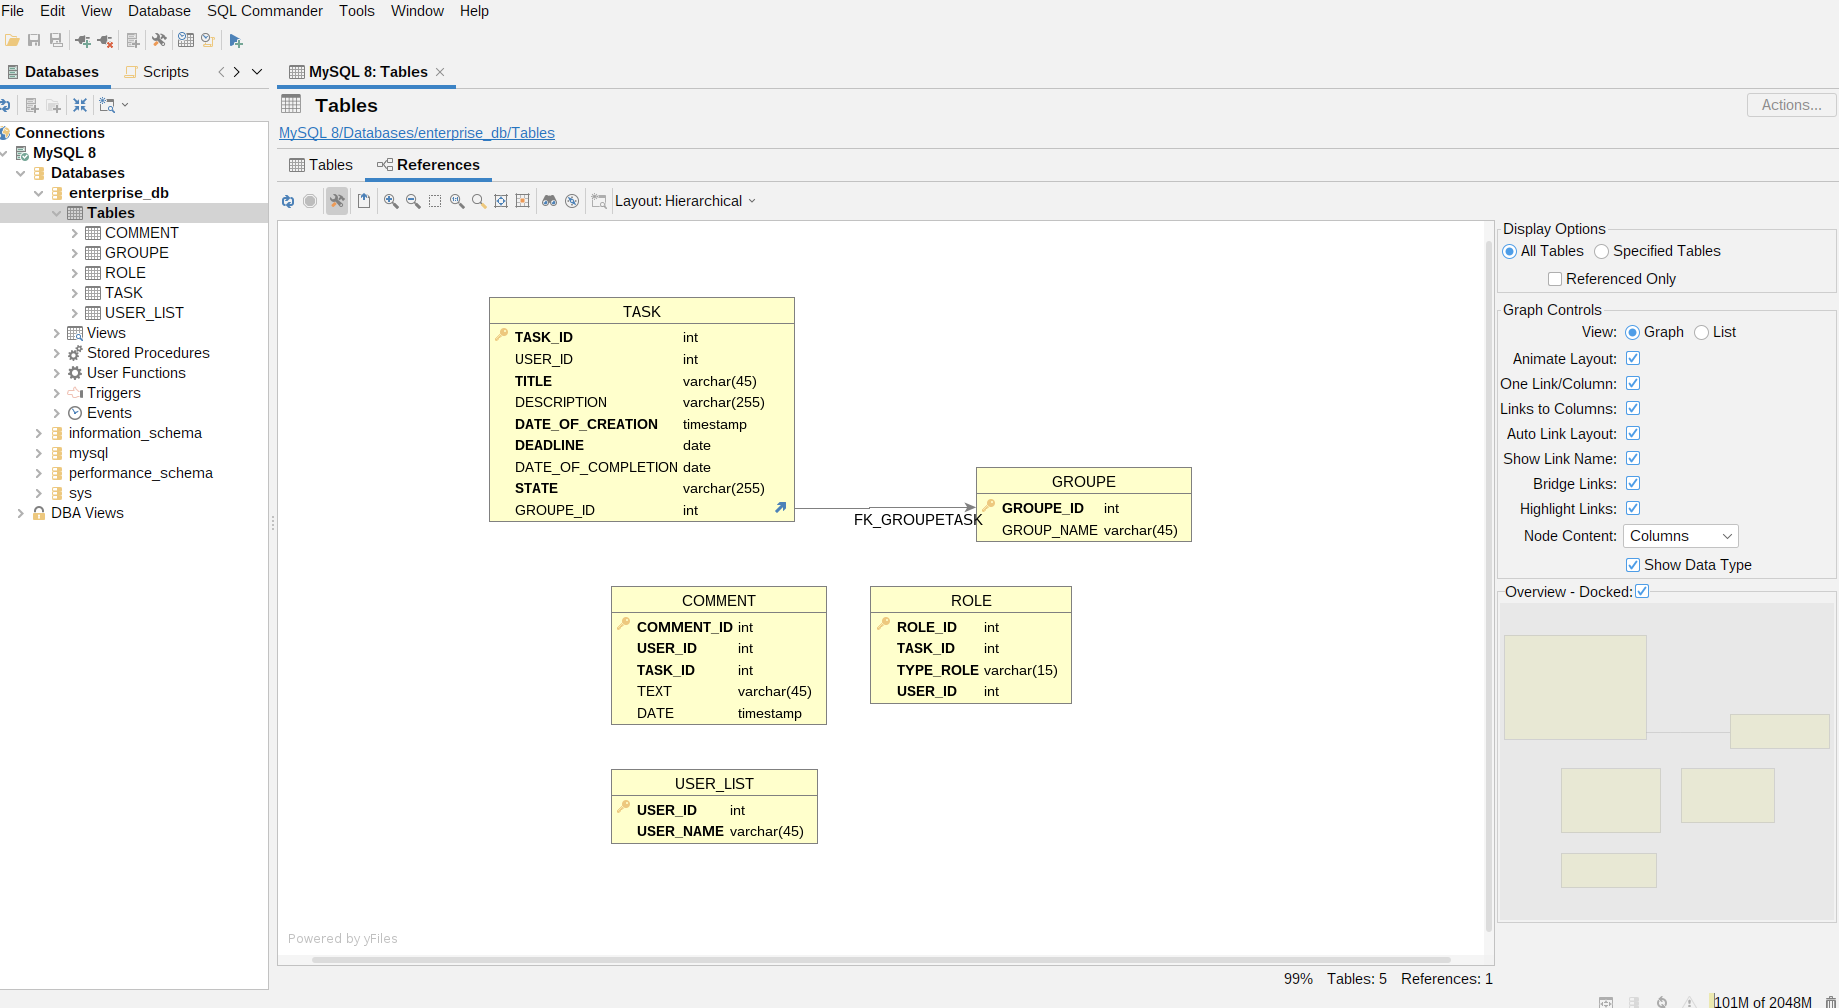 File Edit View Database SQL Commander Tools Window Help
Databases Scripts
MySQL 8: Tables
Connections
MySQL 8
Databases
enterprise_db
Tables
COMMENT
GROUPE
ROLE
TASK
USER_LIST
Views
Stored Procedures
User Functions
Triggers
Events
information_schema
mysql
performance_schema
sys
DBA Views
Tables
Actions...
MySQL 8/Databases/enterprise_db/Tables
Tables References
Layout: Hierarchical
TASK
TASK_ID int
USER_ID int
TITLE varchar(45)
DESCRIPTION varchar(255)
DATE_OF_CREATION timestamp
DEADLINE date
DATE_OF_COMPLETION date
STATE varchar(255)
GROUPE_ID int
FK_GROUPETASK
GROUPE
GROUPE_ID int
GROUP_NAME varchar(45)
COMMENT
COMMENT_ID int
USER_ID int
TASK_ID int
TEXT varchar(45)
DATE timestamp
ROLE
ROLE_ID int
TASK_ID int
TYPE_ROLE varchar(15)
USER_ID int
USER_LIST
USER_ID int
USER_NAME varchar(45)
Powered by yFiles
Display Options
All Tables Specified Tables
Referenced Only
Graph Controls
View: Graph List
Animate Layout:
One Link/Column:
Links to Columns:
Auto Link Layout:
Show Link Name:
Bridge Links:
Highlight Links:
Node Content: Columns
Show Data Type
Overview - Docked:
99% Tables: 5 References: 1
101M of 2048M